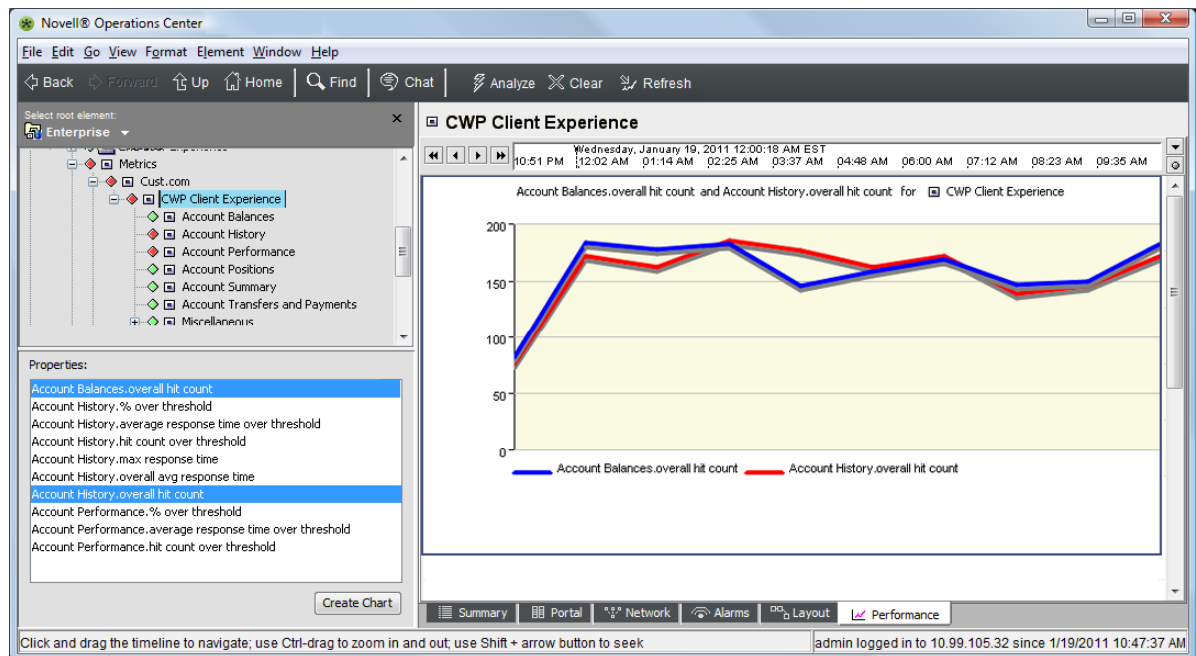 Novell® Operations Center
File Edit Go View Format Element Window Help
Back Forward Up Home Find Chat Analyze Clear Refresh
Select root element:
Enterprise
Metrics
Cust.com
CWP Client Experience
Account Balances
Account History
Account Performance
Account Positions
Account Summary
Account Transfers and Payments
Miscellaneous
Properties:
Account Balances.overall hit count
Account History.% over threshold
Account History.average response time over threshold
Account History.hit count over threshold
Account History.max response time
Account History.overall avg response time
Account History.overall hit count
Account Performance.% over threshold
Account Performance.average response time over threshold
Account Performance.hit count over threshold
Create Chart
CWP Client Experience
Wednesday, January 19, 2011 12:00:18 AM EST
10:51 PM 12:02 AM 01:14 AM 02:25 AM 03:37 AM 04:48 AM 06:00 AM 07:12 AM 08:23 AM 09:35 AM
Account Balances.overall hit count and Account History.overall hit count for CWP Client Experience
200
150
100
50
0
Account Balances.overall hit count Account History.overall hit count
Summary Portal Network Alarms Layout Performance
Click and drag the timeline to navigate; use Ctrl-drag to zoom in and out; use Shift + arrow button to seek
admin logged in to 10.99.105.32 since 1/19/2011 10:47:37 AM